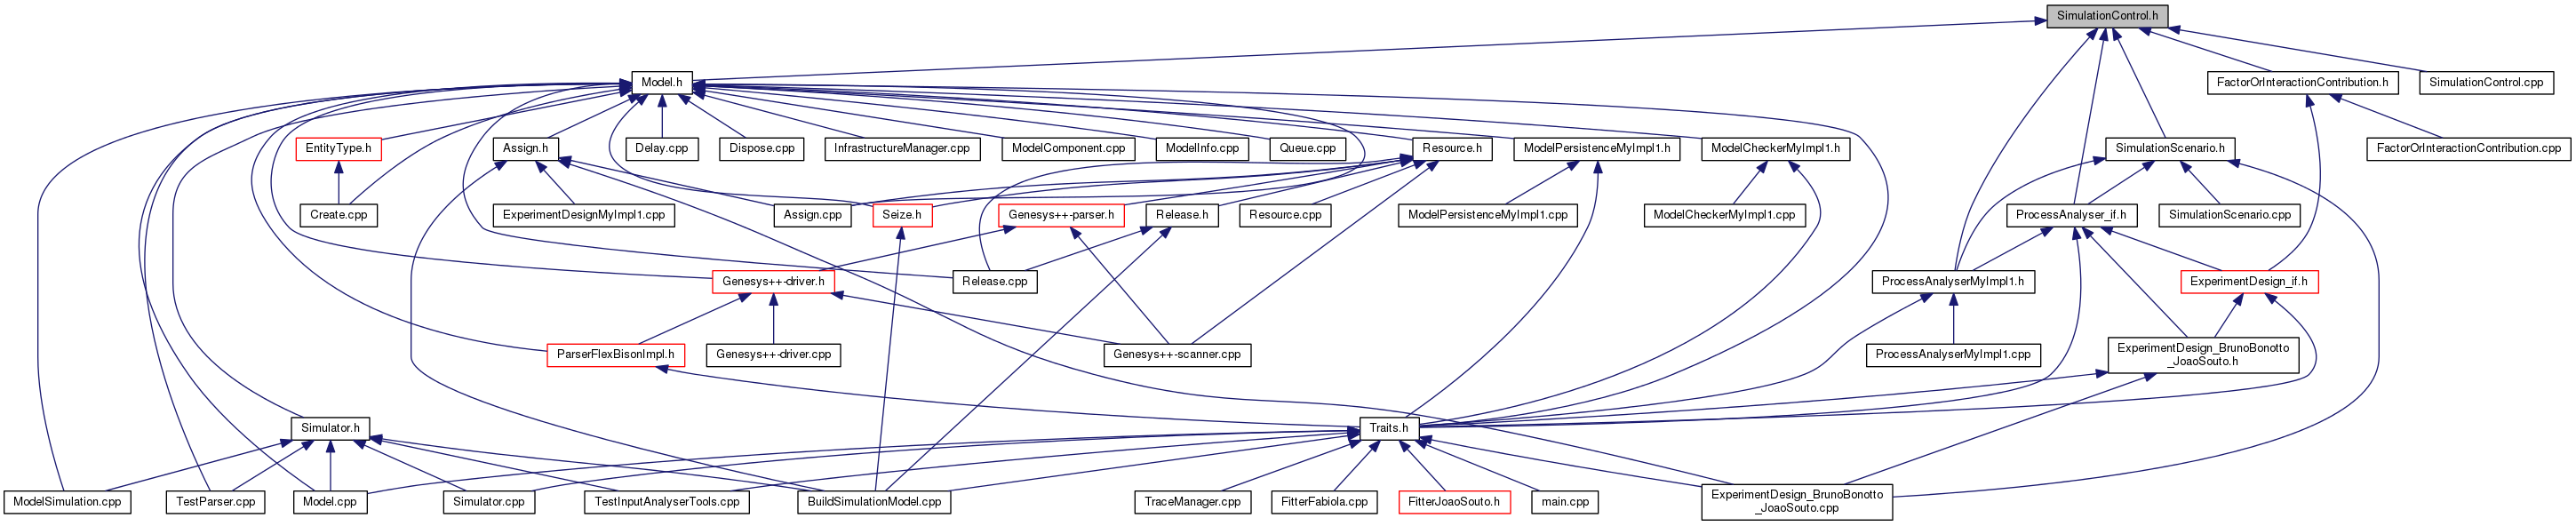 SimulationControl.h
Model.h
FactorOrInteractionContribution.h
SimulationControl.cpp
EntityType.h
Assign.h
Delay.cpp
Dispose.cpp
InfrastructureManager.cpp
ModelComponent.cpp
ModelInfo.cpp
Queue.cpp
Resource.h
ModelPersistenceMyImpl1.h
ModelCheckerMyImpl1.h
SimulationScenario.h
FactorOrInteractionContribution.cpp
Create.cpp
ExperimentDesignMyImpl1.cpp
Assign.cpp
Seize.h
Genesys++-parser.h
Release.h
Resource.cpp
ModelPersistenceMyImpl1.cpp
ModelCheckerMyImpl1.cpp
ProcessAnalyser_if.h
SimulationScenario.cpp
Genesys++-driver.h
Release.cpp
ProcessAnalyserMyImpl1.h
ExperimentDesign_if.h
ParserFlexBisonImpl.h
Genesys++-driver.cpp
Genesys++-scanner.cpp
ProcessAnalyserMyImpl1.cpp
ExperimentDesign_BrunoBonotto
_JoaoSouto.h
Simulator.h
Traits.h
ModelSimulation.cpp
TestParser.cpp
Model.cpp
Simulator.cpp
TestInputAnalyserTools.cpp
BuildSimulationModel.cpp
TraceManager.cpp
FitterFabiola.cpp
FitterJoaoSouto.h
main.cpp
ExperimentDesign_BrunoBonotto
_JoaoSouto.cpp